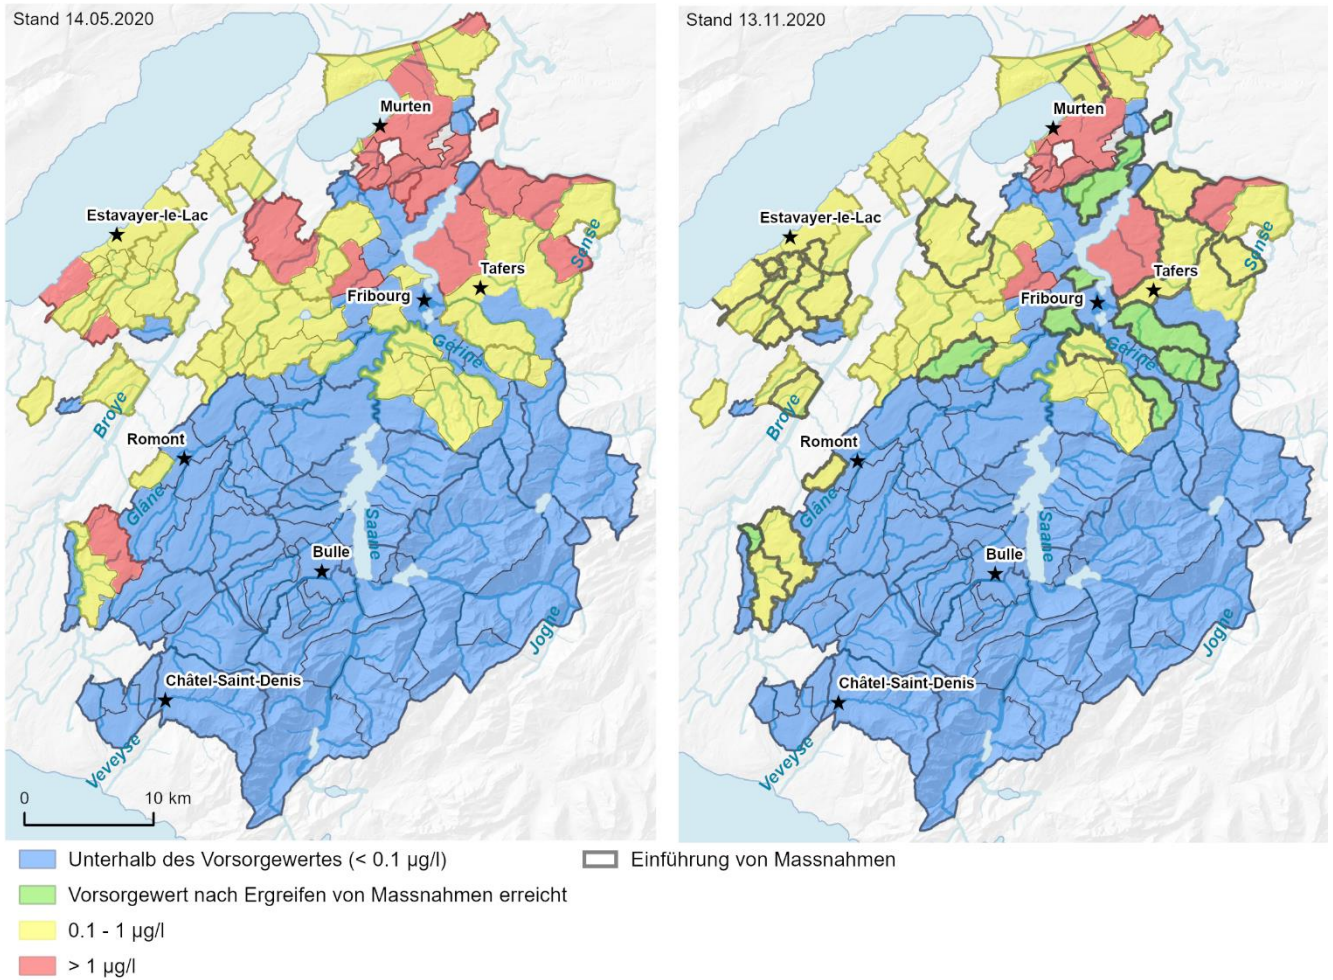 Stand 14.05.2020
Murten
Estavayer-le-Lac
Sense
Tafers
Fribourg
Gérine
Broye
Romont
Glâne
Saane
Bulle
Jogne
Châtel-Saint-Denis
Veveyse
0 10 km
Stand 13.11.2020
Murten
Estavayer-le-Lac
Sense
Tafers
Fribourg
Gérine
Broye
Romont
Glâne
Saane
Bulle
Jogne
Châtel-Saint-Denis
Veveyse
Unterhalb des Vorsorgewertes (< 0.1 µg/l)
Einführung von Massnahmen
Vorsorgewert nach Ergreifen von Massnahmen erreicht
0.1 - 1 µg/l
> 1 µg/l